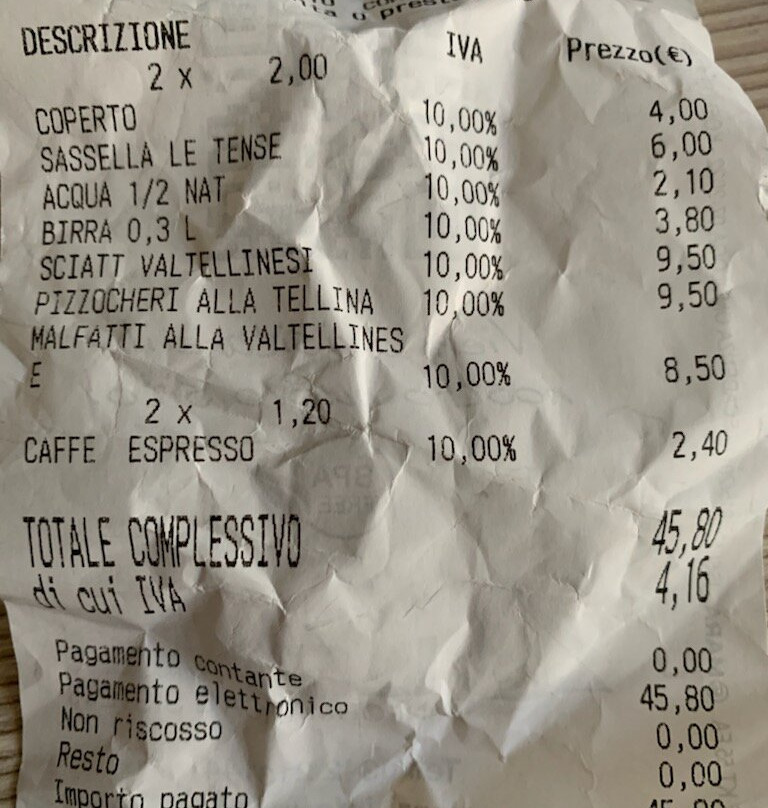 DESCRIZIONE IVA Prezzo(€)
2 x 2,00
COPERTO 10,00% 4,00
SASSELLA LE TENSE 10,00% 6,00
ACQUA 1/2 NAT 10,00% 2,10
BIRRA 0,3 L 10,00% 3,80
SCIATT VALTELLINESI 10,00% 9,50
PIZZOCHERI ALLA TELLINA 10,00% 9,50
MALFATTI ALLA VALTELLINES
E 10,00% 8,50
2 x 1,20
CAFFE ESPRESSO 10,00% 2,40
TOTALE COMPLESSIVO 45,80
di cui IVA 4,16
Pagamento contante 0,00
Pagamento elettronico 45,80
Non riscosso 0,00
Resto 0,00
Importo pagato